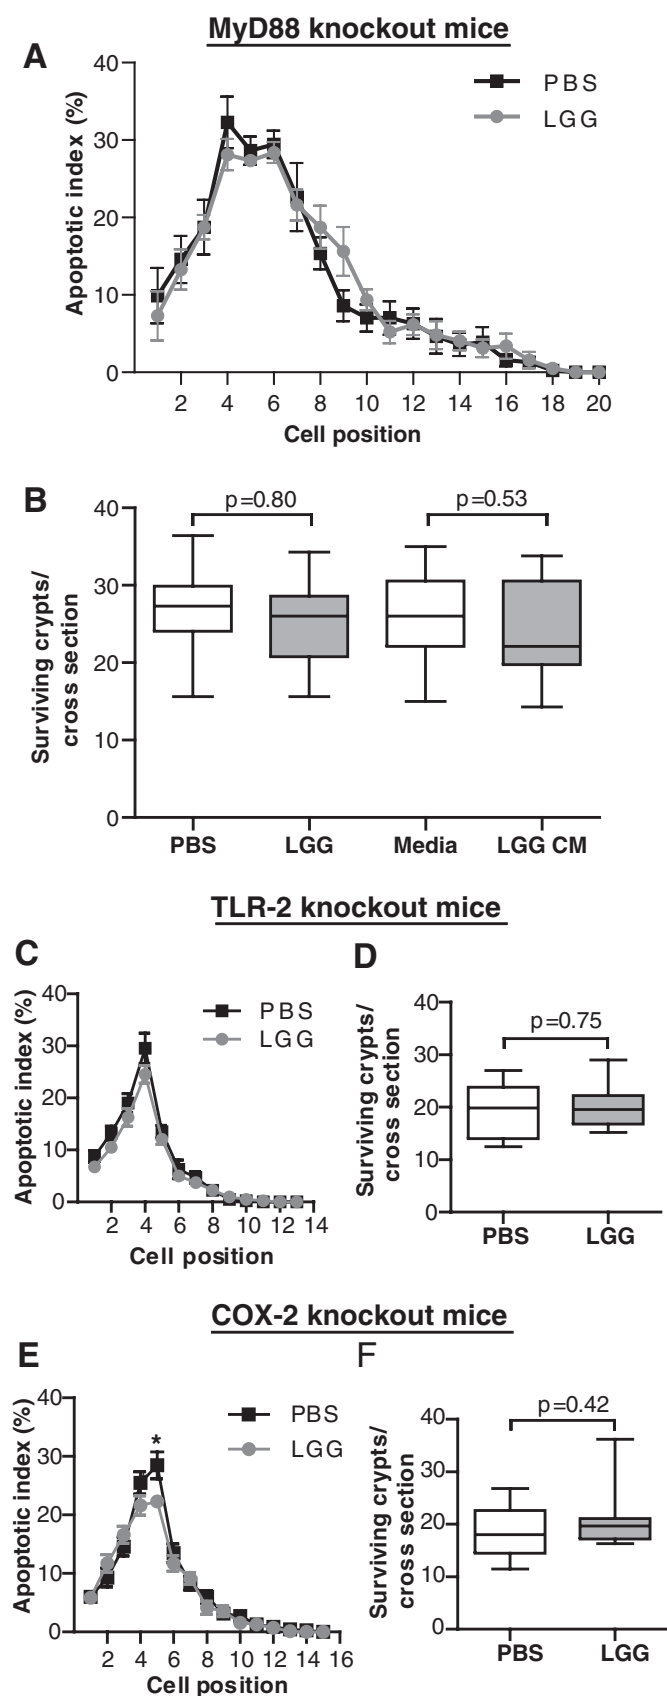 MyD88 knockout mice
A
Apoptotic index (%)
40
30
20
10
0
PBS
LGG
2 4 6 8 10 12 14 16 18 20
Cell position
B
Surviving crypts/
cross section
40
30
20
10
0
p=0.80
p=0.53
PBS LGG Media LGG CM
TLR-2 knockout mice
C
Apoptotic index (%)
40
30
20
10
0
PBS
LGG
2 4 6 8 10 12 14
Cell position
D
Surviving crypts/
cross section
40
30
20
10
0
p=0.75
PBS LGG
COX-2 knockout mice
E
Apoptotic index (%)
40
30
20
10
0
PBS
LGG
*
2 4 6 8 10 12 14 16
Cell position
F
Surviving crypts/
cross section
40
30
20
10
0
p=0.42
PBS LGG